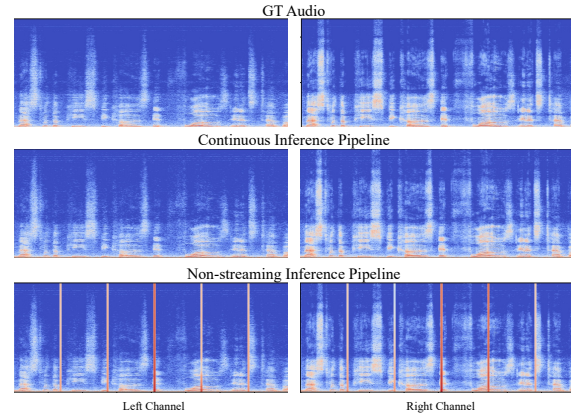 GT Audio
Continuous Inference Pipeline
Non-streaming Inference Pipeline
Left Channel
Right Channel